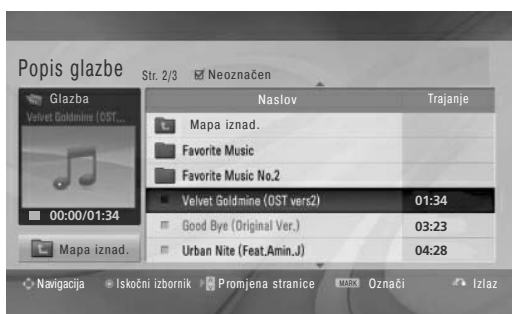 Popis glazbe Str. 2/3 Neoznačen
Glazba
Velvet Goldmine (OST...
00:00/01:34
Mapa iznad.
Naslov Trajanje
Mapa iznad.
Favorite Music
Favorite Music No.2
Velvet Goldmine (OST vers2) 01:34
Good Bye (Original Ver.) 03:23
Urban Nite (Feat.Amin.J) 04:28
Navigacija Iskočni izbornik Promjena stranice MARK Označi Izlaz